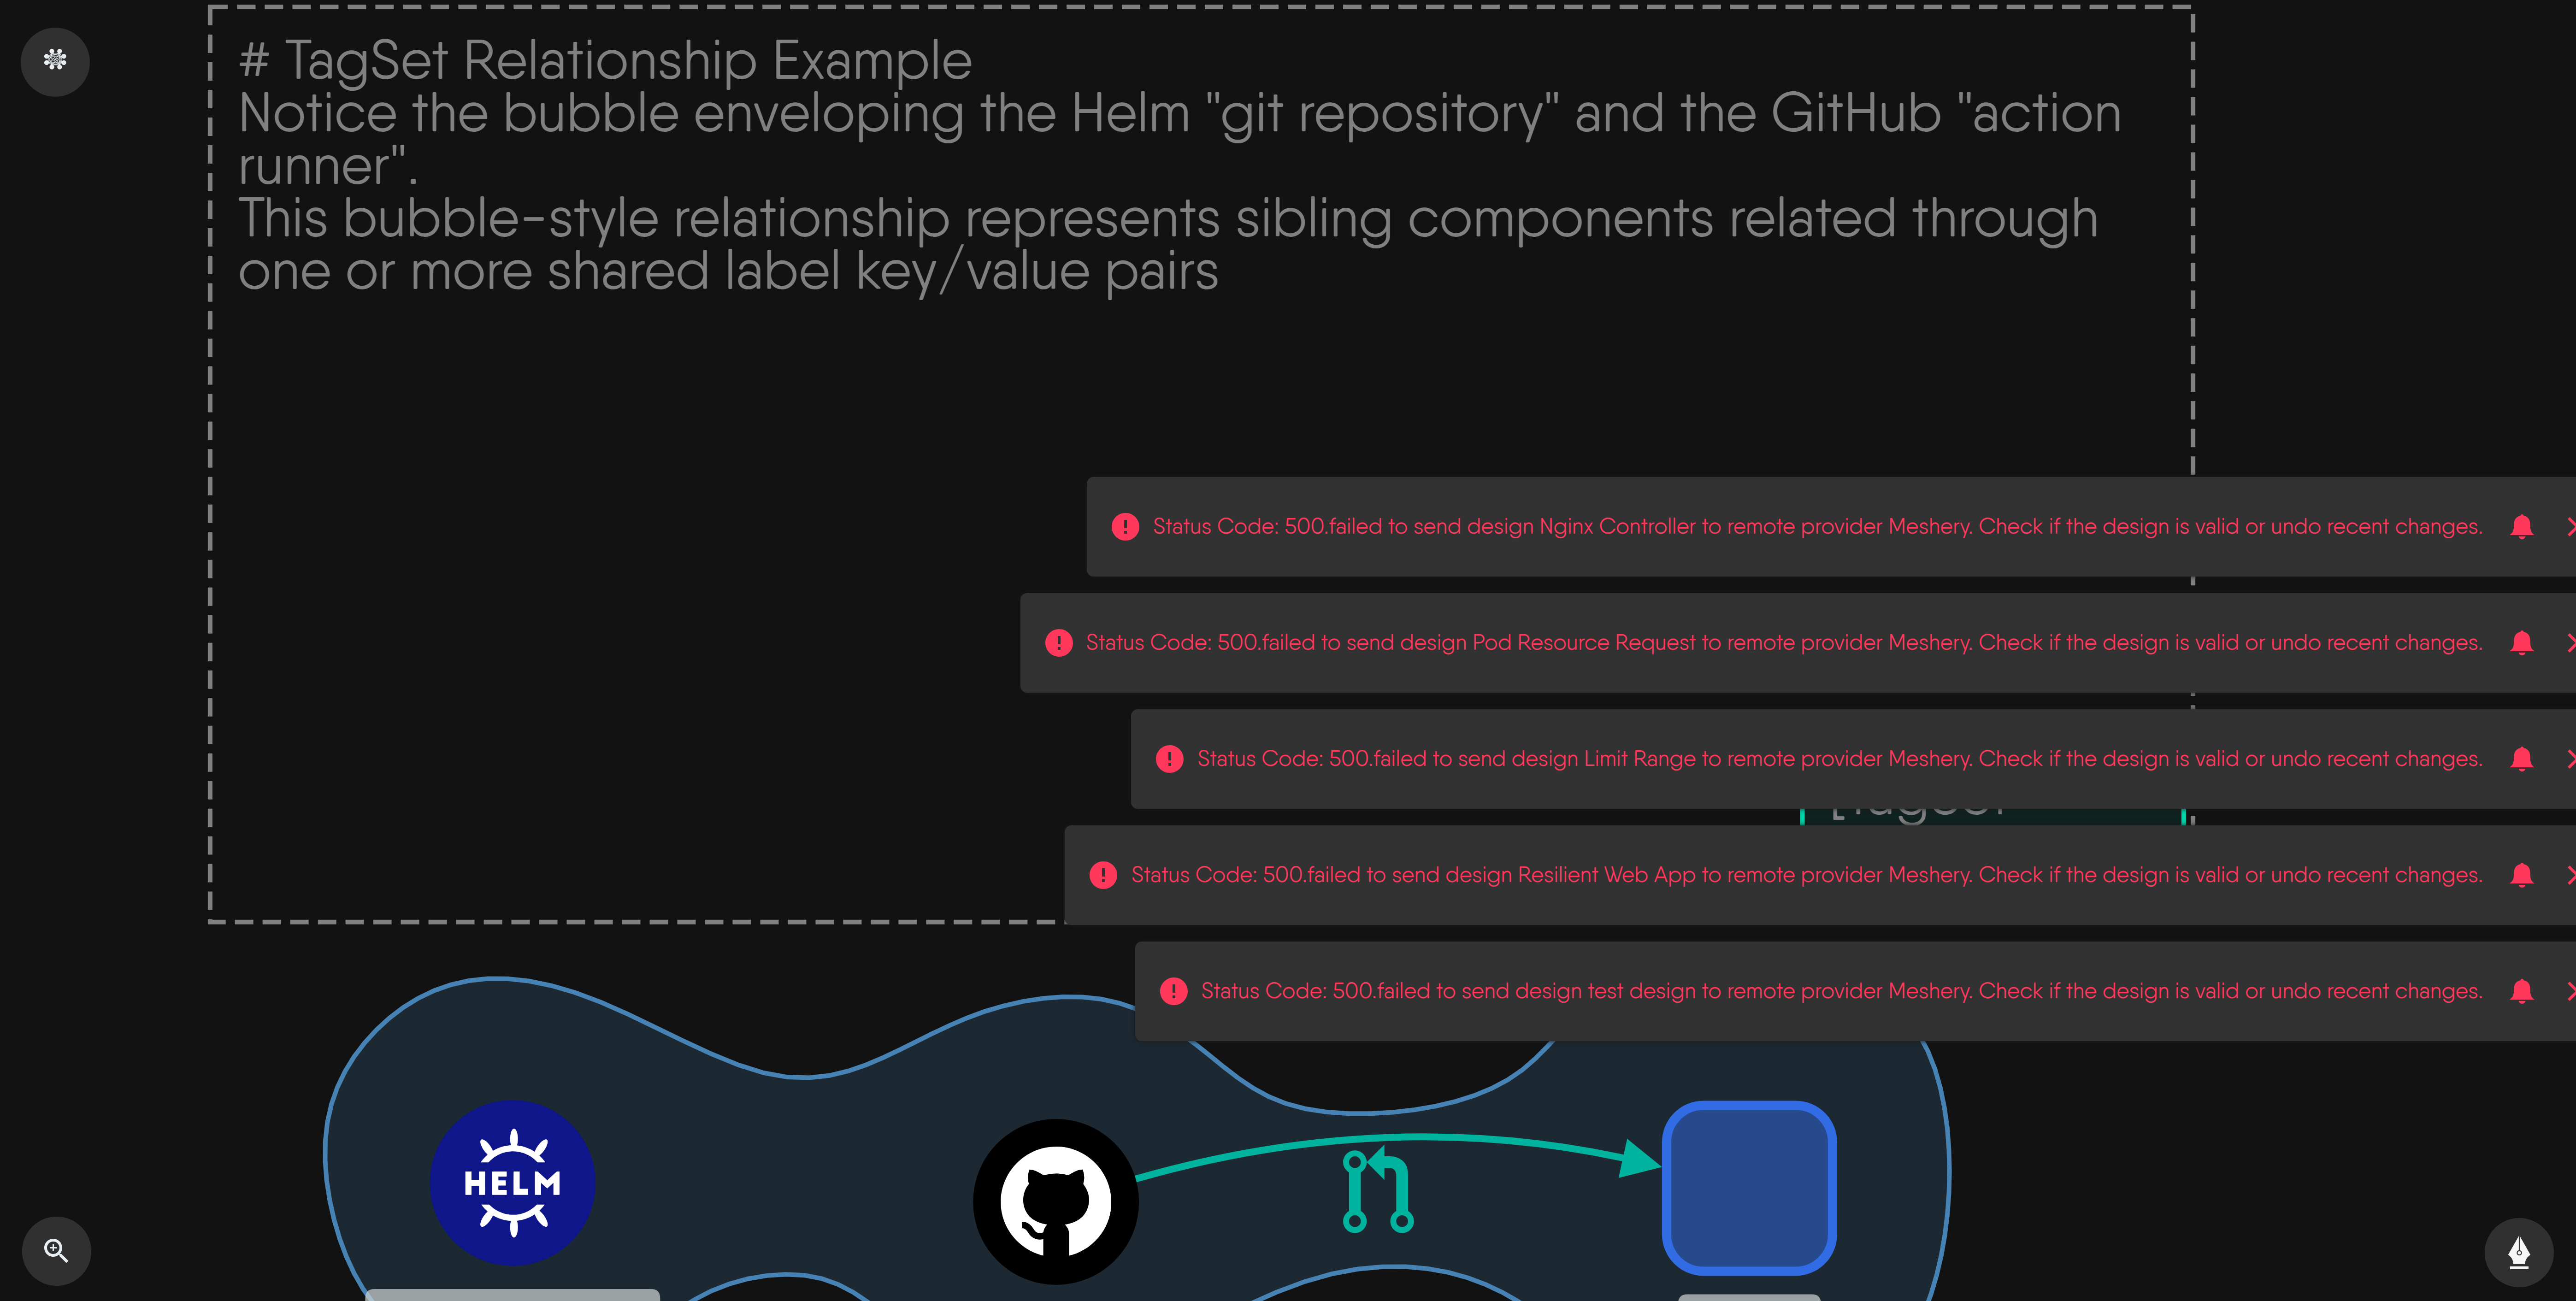 # TagSet Relationship Example
Notice the bubble enveloping the Helm "git repository" and the GitHub "action
runner".
This bubble-style relationship represents sibling components related through
one or more shared label key/value pairs
Status Code: 500.failed to send design Nginx Controller to remote provider Meshery. Check if the design is valid or undo recent changes.
Status Code: 500.failed to send design Pod Resource Request to remote provider Meshery. Check if the design is valid or undo recent changes.
Status Code: 500.failed to send design Limit Range to remote provider Meshery. Check if the design is valid or undo recent changes.
Status Code: 500.failed to send design Resilient Web App to remote provider Meshery. Check if the design is valid or undo recent changes.
Status Code: 500.failed to send design test design to remote provider Meshery. Check if the design is valid or undo recent changes.
HELM